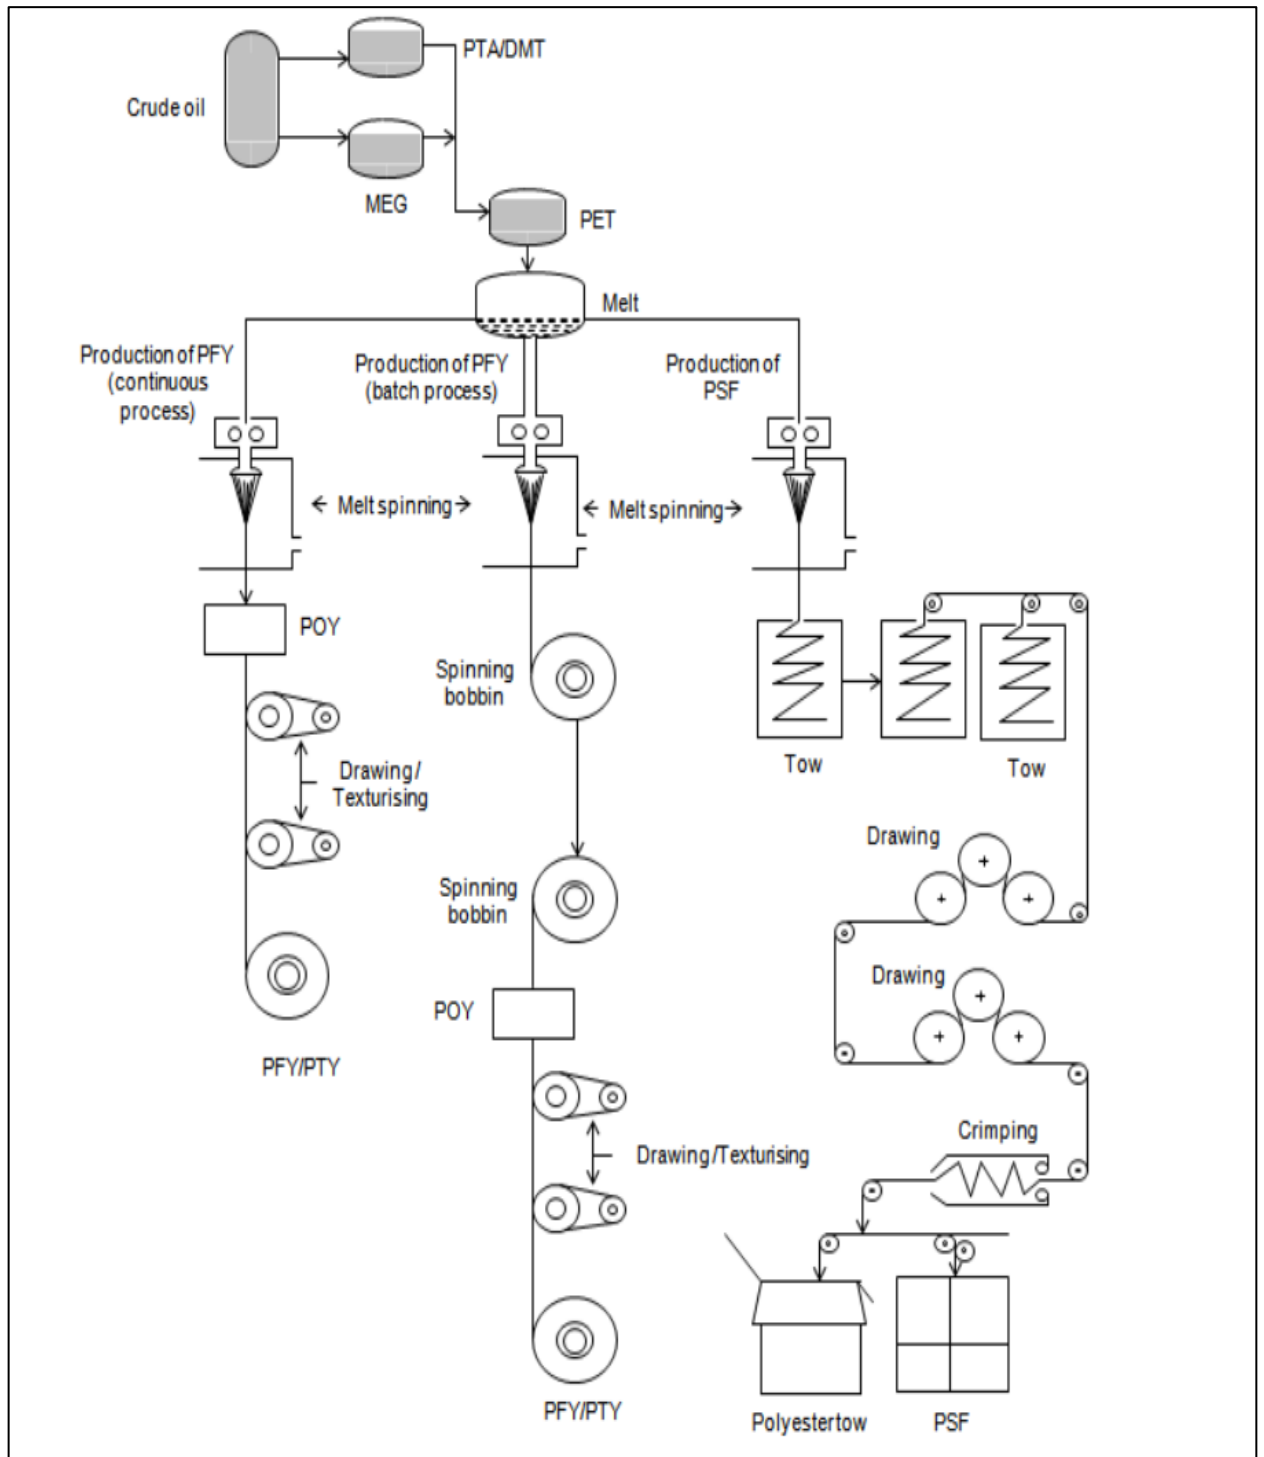 PTA/DMT
Crude oil
MEG
PET
Melt
Production of PFY
(continuous
process)
Production of PFY
(batch process)
Production of
PSF
Melt spinning
Melt spinning
POY
Spinning
bobbin
Tow
Tow
Drawing/
Texturising
Drawing
Spinning
bobbin
Drawing
POY
PFY/PTY
Crimping
Drawing/Texturising
PFY/PTY
Polyestertow
PSF